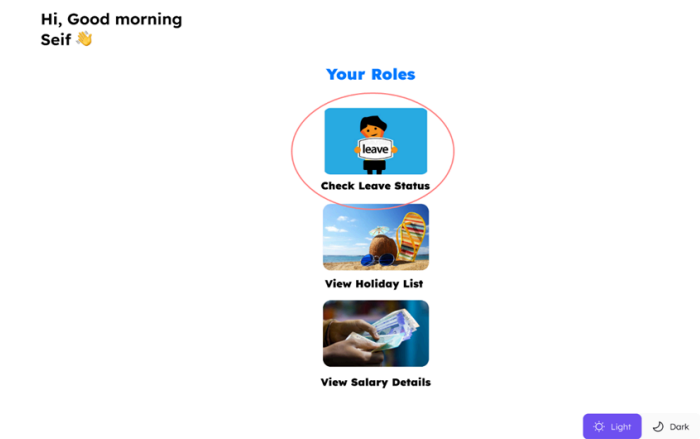 Hi, Good morning
Seif 👋
Your Roles
leave
Check Leave Status
View Holiday List
View Salary Details
Light
Dark